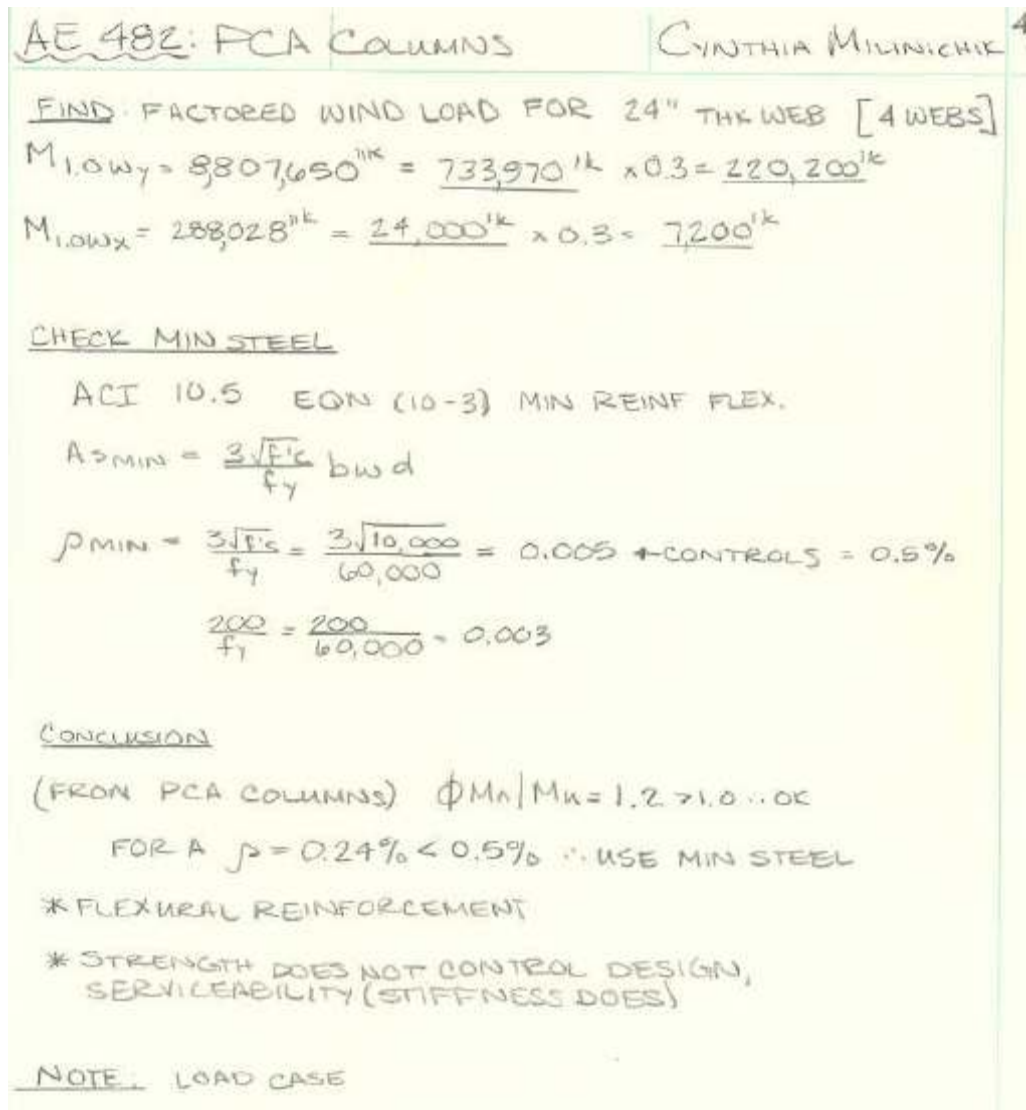 AE 482: PCA COLUMNS CYNTHIA MILINICHIK 4
FIND: FACTORED WIND LOAD FOR 24" THK WEB [4 WEBS]
M1.0Wy = 8,807,650"k = 733,970'k x 0.3 = 220,200'k
M1.0Wx = 288,028"k = 24,000'k x 0.3 = 7,200'k
CHECK MIN STEEL
ACI 10.5 EQN (10-3) MIN REINF FLEX.
ASMIN = 3√f'c/fy bwd
ρMIN = 3√f'c/fy = 3√10,000/60,000 = 0.005 ←CONTROLS = 0.5%
200/fy = 200/60,000 = 0.003
CONCLUSION
(FROM PCA COLUMNS) ΦMn/Mu = 1.2 >1.0 ∴ OK
FOR A ρ = 0.24% < 0.5% ∴ USE MIN STEEL
* FLEXURAL REINFORCEMENT
* STRENGTH DOES NOT CONTROL DESIGN,
SERVICEABILITY (STIFFNESS DOES)
NOTE: LOAD CASE